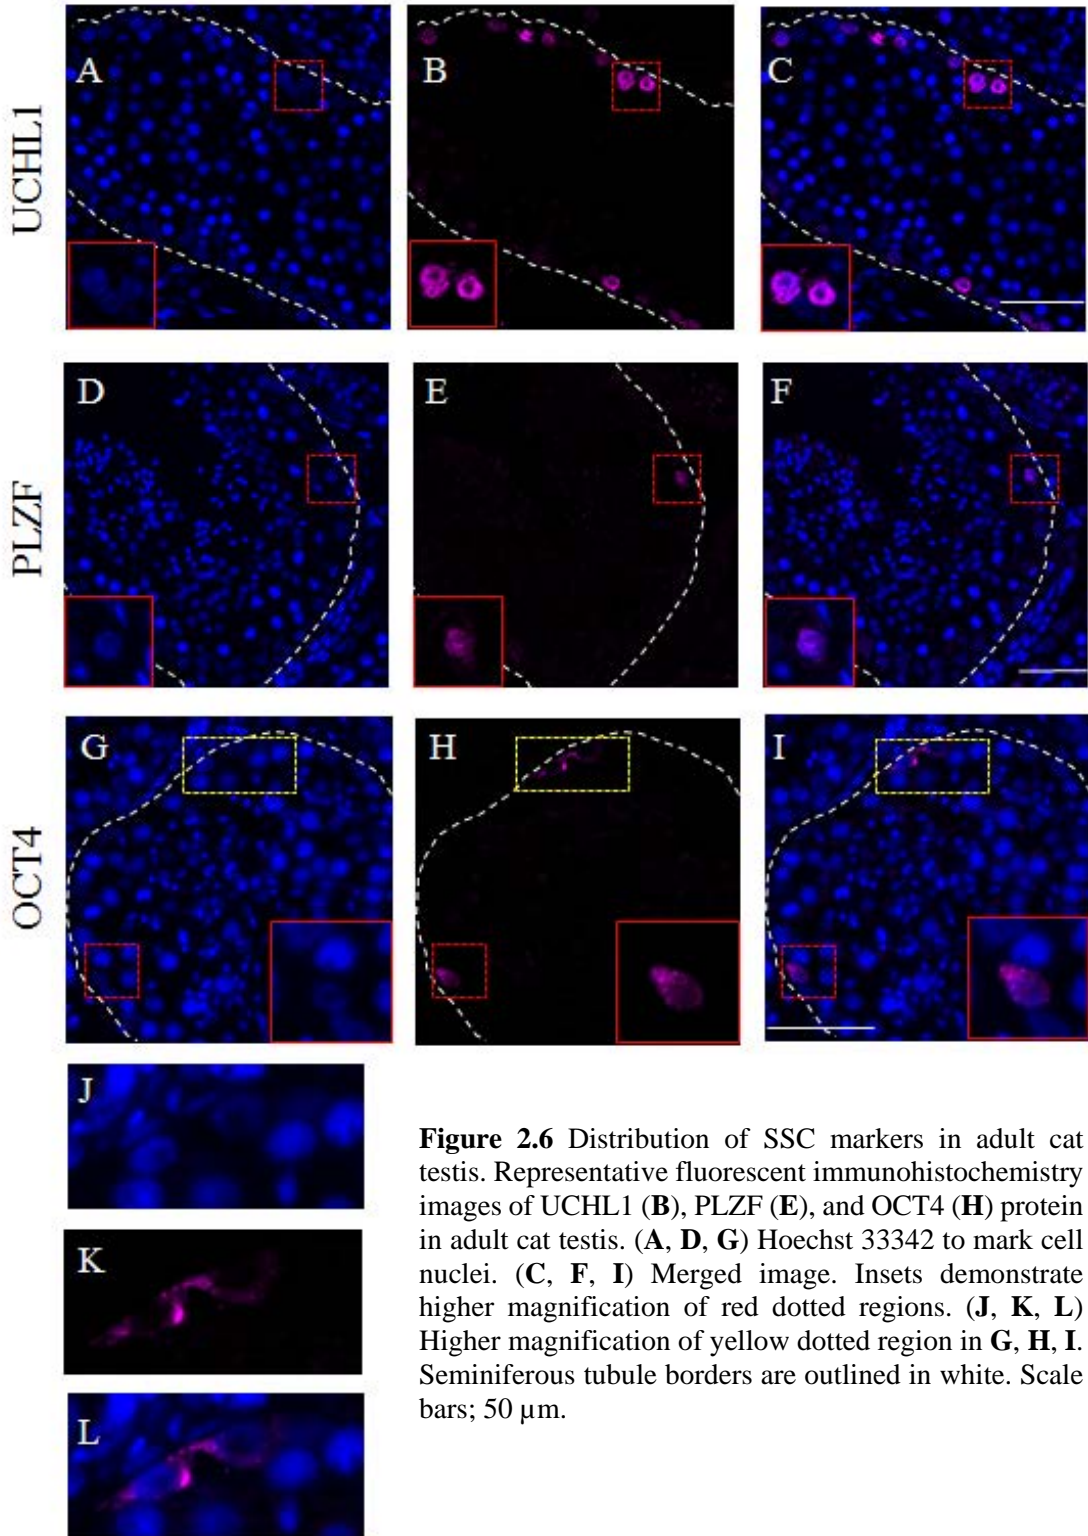 UCHL1
A
B
C
PLZF
D
E
F
OCT4
G
H
I
J
K
L
Figure 2.6 Distribution of SSC markers in adult cat
testis. Representative fluorescent immunohistochemistry
images of UCHL1 (B), PLZF (E), and OCT4 (H) protein
in adult cat testis. (A, D, G) Hoechst 33342 to mark cell
nuclei. (C, F, I) Merged image. Insets demonstrate
higher magnification of red dotted regions. (J, K, L)
Higher magnification of yellow dotted region in G, H, I.
Seminiferous tubule borders are outlined in white. Scale
bars; 50 µm.